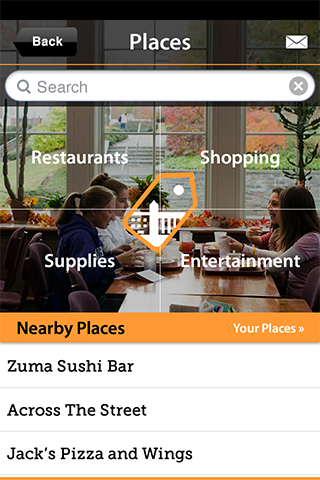 Back
Places
Search
Restaurants
Shopping
Supplies
Entertainment
Nearby Places
Your Places »
Zuma Sushi Bar
Across The Street
Jack's Pizza and Wings